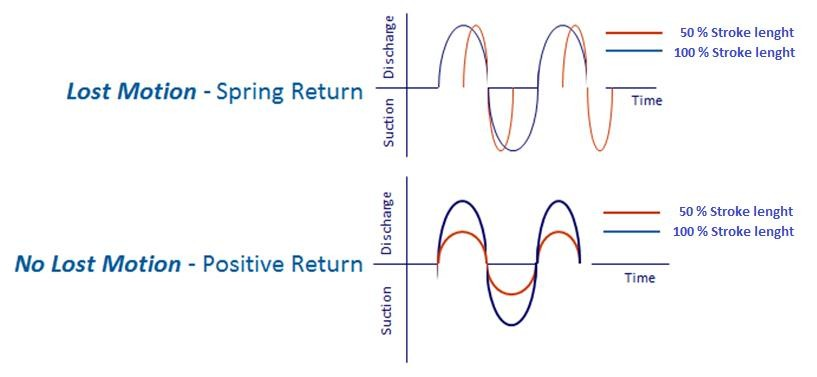 Discharge
50 % Stroke lenght
100 % Stroke lenght
Lost Motion - Spring Return
Suction
Time
Discharge
50 % Stroke lenght
100 % Stroke lenght
No Lost Motion - Positive Return
Suction
Time